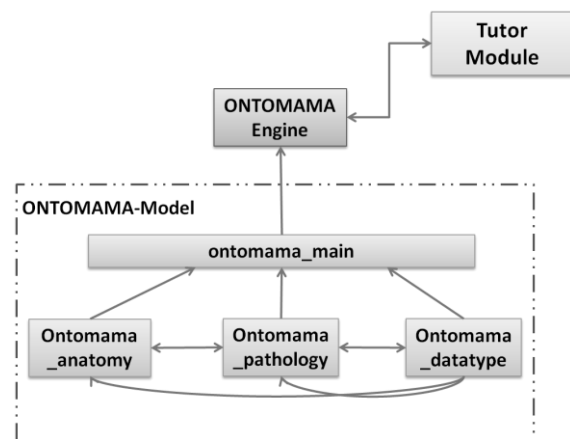 Tutor
Module
ONTOMAMA
Engine
ONTOMAMA-Model
ontomama_main
Ontomama
_anatomy
Ontomama
_pathology
Ontomama
_datatype